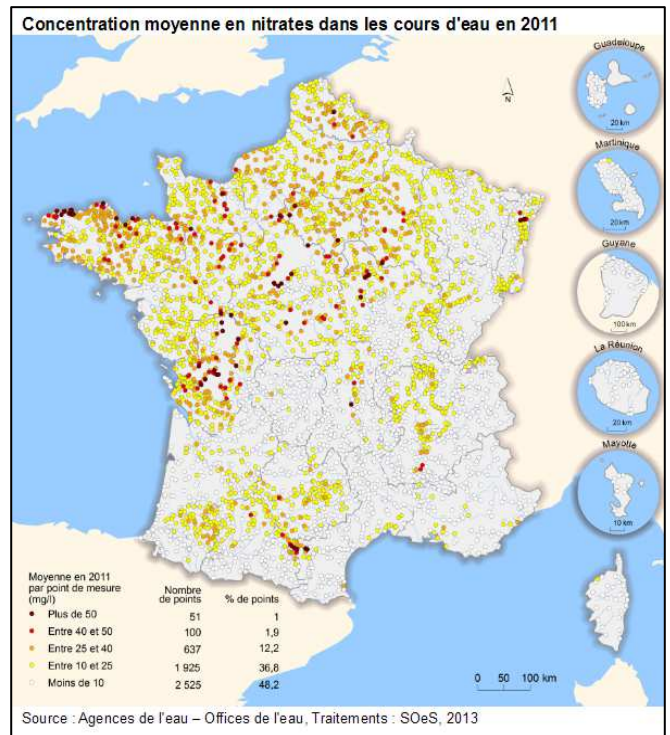 Concentration moyenne en nitrates dans les cours d'eau en 2011
Guadeloupe
N
20 km
Martinique
20 km
Guyane
100 km
La Réunion
20 km
Mayotte
10 km
Moyenne en 2011
par point de mesure
(mg/l)
Nombre
de points
% de points
Plus de 50 51 1
Entre 40 et 50 100 1,9
Entre 25 et 40 637 12,2
Entre 10 et 25 1 925 36,8
Moins de 10 2 525 48,2
0 50 100 km
Source : Agences de l'eau – Offices de l'eau, Traitements : SOeS, 2013